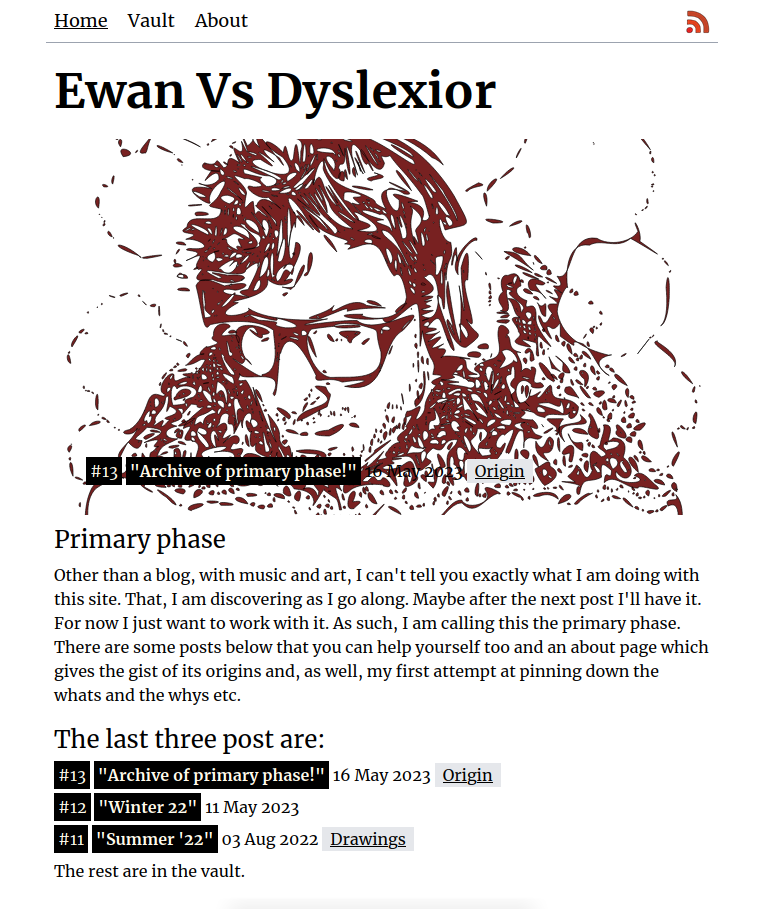 Home Vault About
Ewan Vs Dyslexior
#13 "Archive of primary phase!" 16 May 2023 Origin
Primary phase
Other than a blog, with music and art, I can't tell you exactly what I am doing with
this site. That, I am discovering as I go along. Maybe after the next post I'll have it.
For now I just want to work with it. As such, I am calling this the primary phase.
There are some posts below that you can help yourself too and an about page which
gives the gist of its origins and, as well, my first attempt at pinning down the
whats and the whys etc.
The last three post are:
#13 "Archive of primary phase!" 16 May 2023 Origin
#12 "Winter 22" 11 May 2023
#11 "Summer '22" 03 Aug 2022 Drawings
The rest are in the vault.